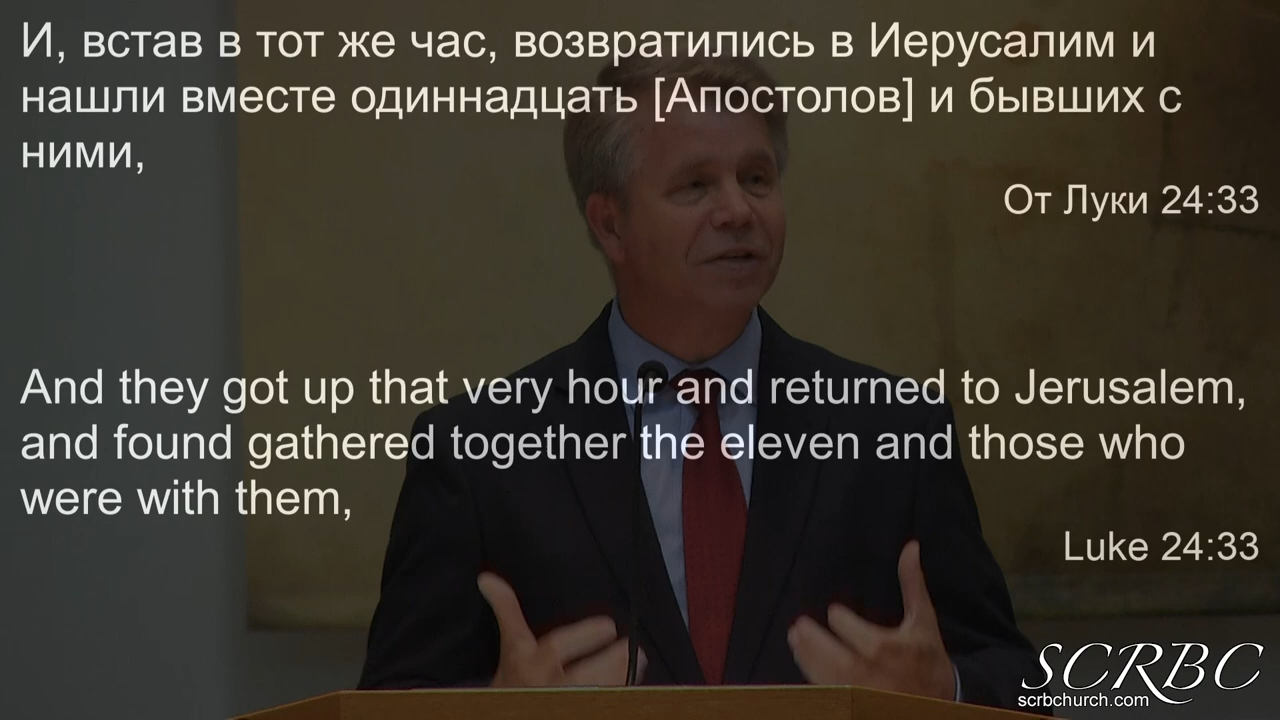 И, встав в тот же час, возвратились в Иерусалим и
нашли вместе одиннадцать [Апостолов] и бывших с
ними,
От Луки 24:33
And they got up that very hour and returned to Jerusalem,
and found gathered together the eleven and those who
were with them,
Luke 24:33
SCRBC
scrbchurch.com